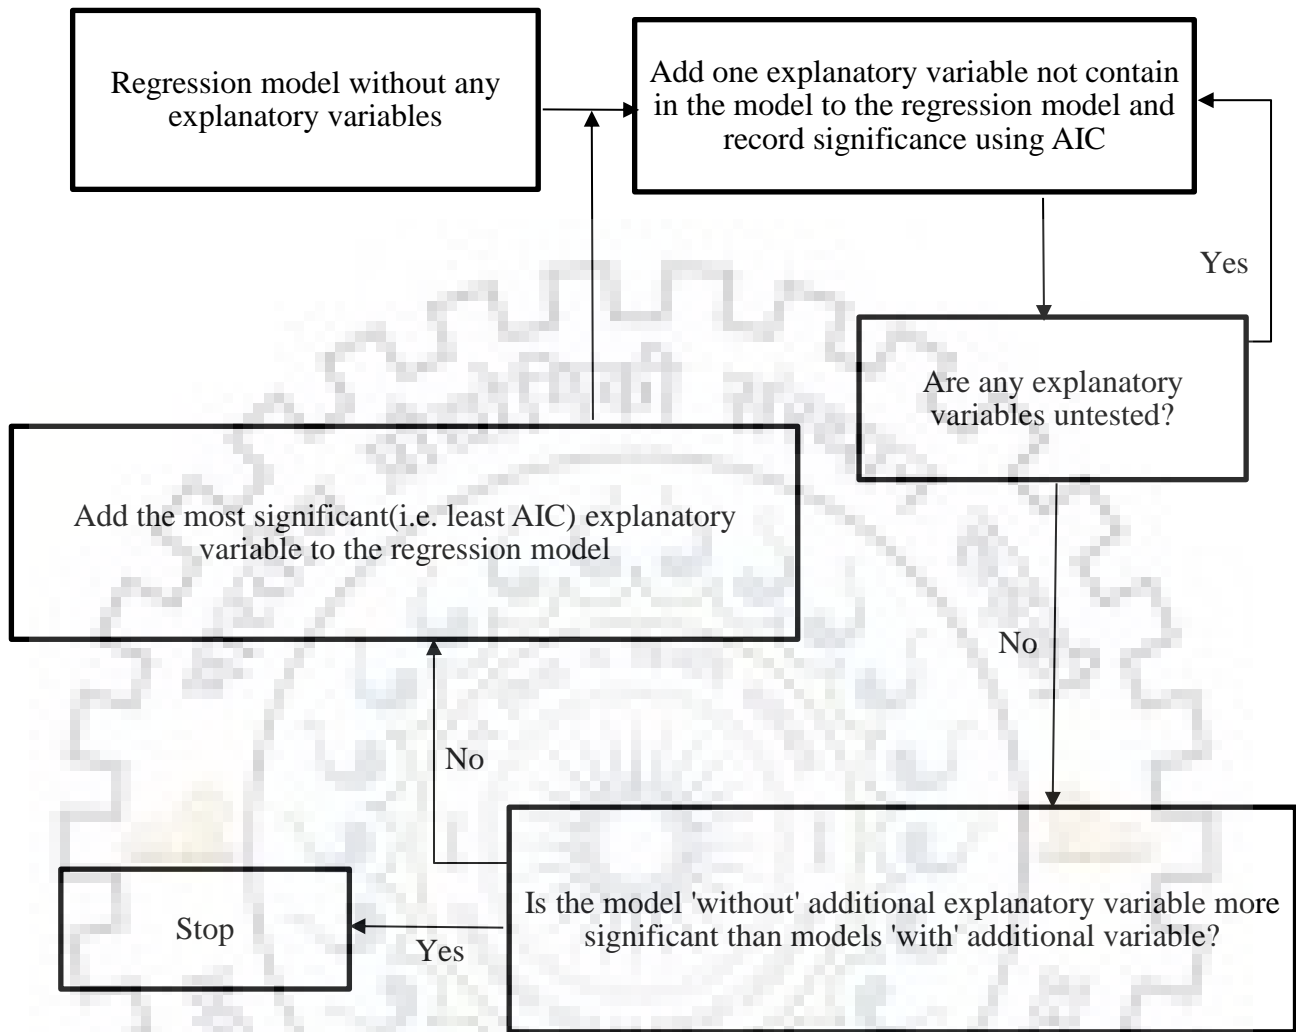 Regression model without any
explanatory variables
Add one explanatory variable not contain
in the model to the regression model and
record significance using AIC
Yes
Are any explanatory
variables untested?
Add the most significant(i.e. least AIC) explanatory
variable to the regression model
No
No
Is the model 'without' additional explanatory variable more
significant than models 'with' additional variable?
Yes
Stop